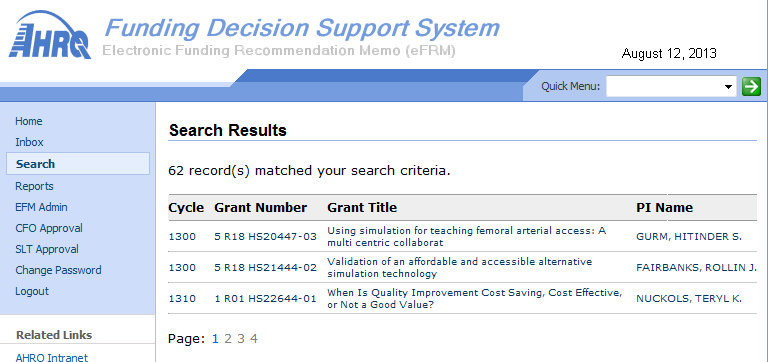 AHRQ
Funding Decision Support System
Electronic Funding Recommendation Memo (eFRM)
August 12, 2013
Quick Menu:
Home
Inbox
Search
Reports
EFM Admin
CFO Approval
SLT Approval
Change Password
Logout
Related Links
AHRQ Intranet
Search Results
62 record(s) matched your search criteria.
Cycle Grant Number Grant Title PI Name
1300 5 R18 HS20447-03 Using simulation for teaching femoral arterial access: A
multi centric collaborat GURM, HITINDER S.
1300 5 R18 HS21444-02 Validation of an affordable and accessible alternative
simulation technology FAIRBANKS, ROLLIN J.
1310 1 R01 HS22644-01 When Is Quality Improvement Cost Saving, Cost Effective,
or Not a Good Value? NUCKOLS, TERYL K.
Page: 1 2 3 4